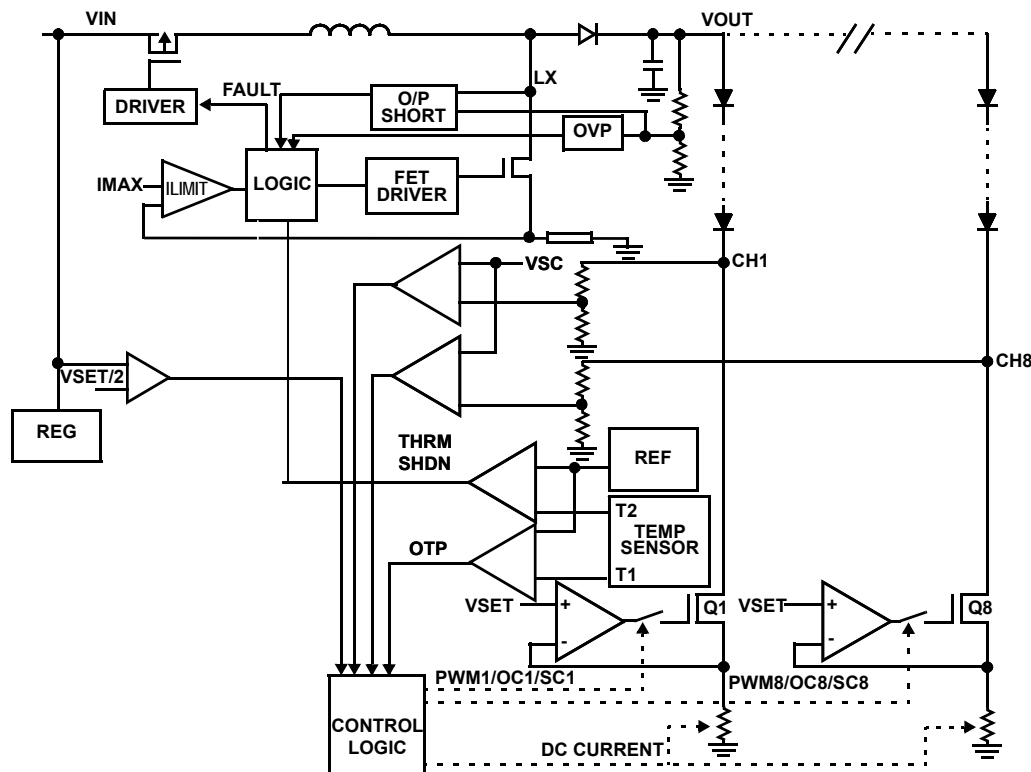 VIN
VOUT
LX
FAULT
DRIVER
O/P
SHORT
OVP
IMAX
ILIMIT
LOGIC
FET
DRIVER
VSC
CH1
CH8
VSET/2
REG
THRM
SHDN
REF
T2
TEMP
SENSOR
T1
OTP
VSET
+
-
Q1
VSET
+
-
Q8
PWM1/OC1/SC1
PWM8/OC8/SC8
CONTROL
LOGIC
DC CURRENT